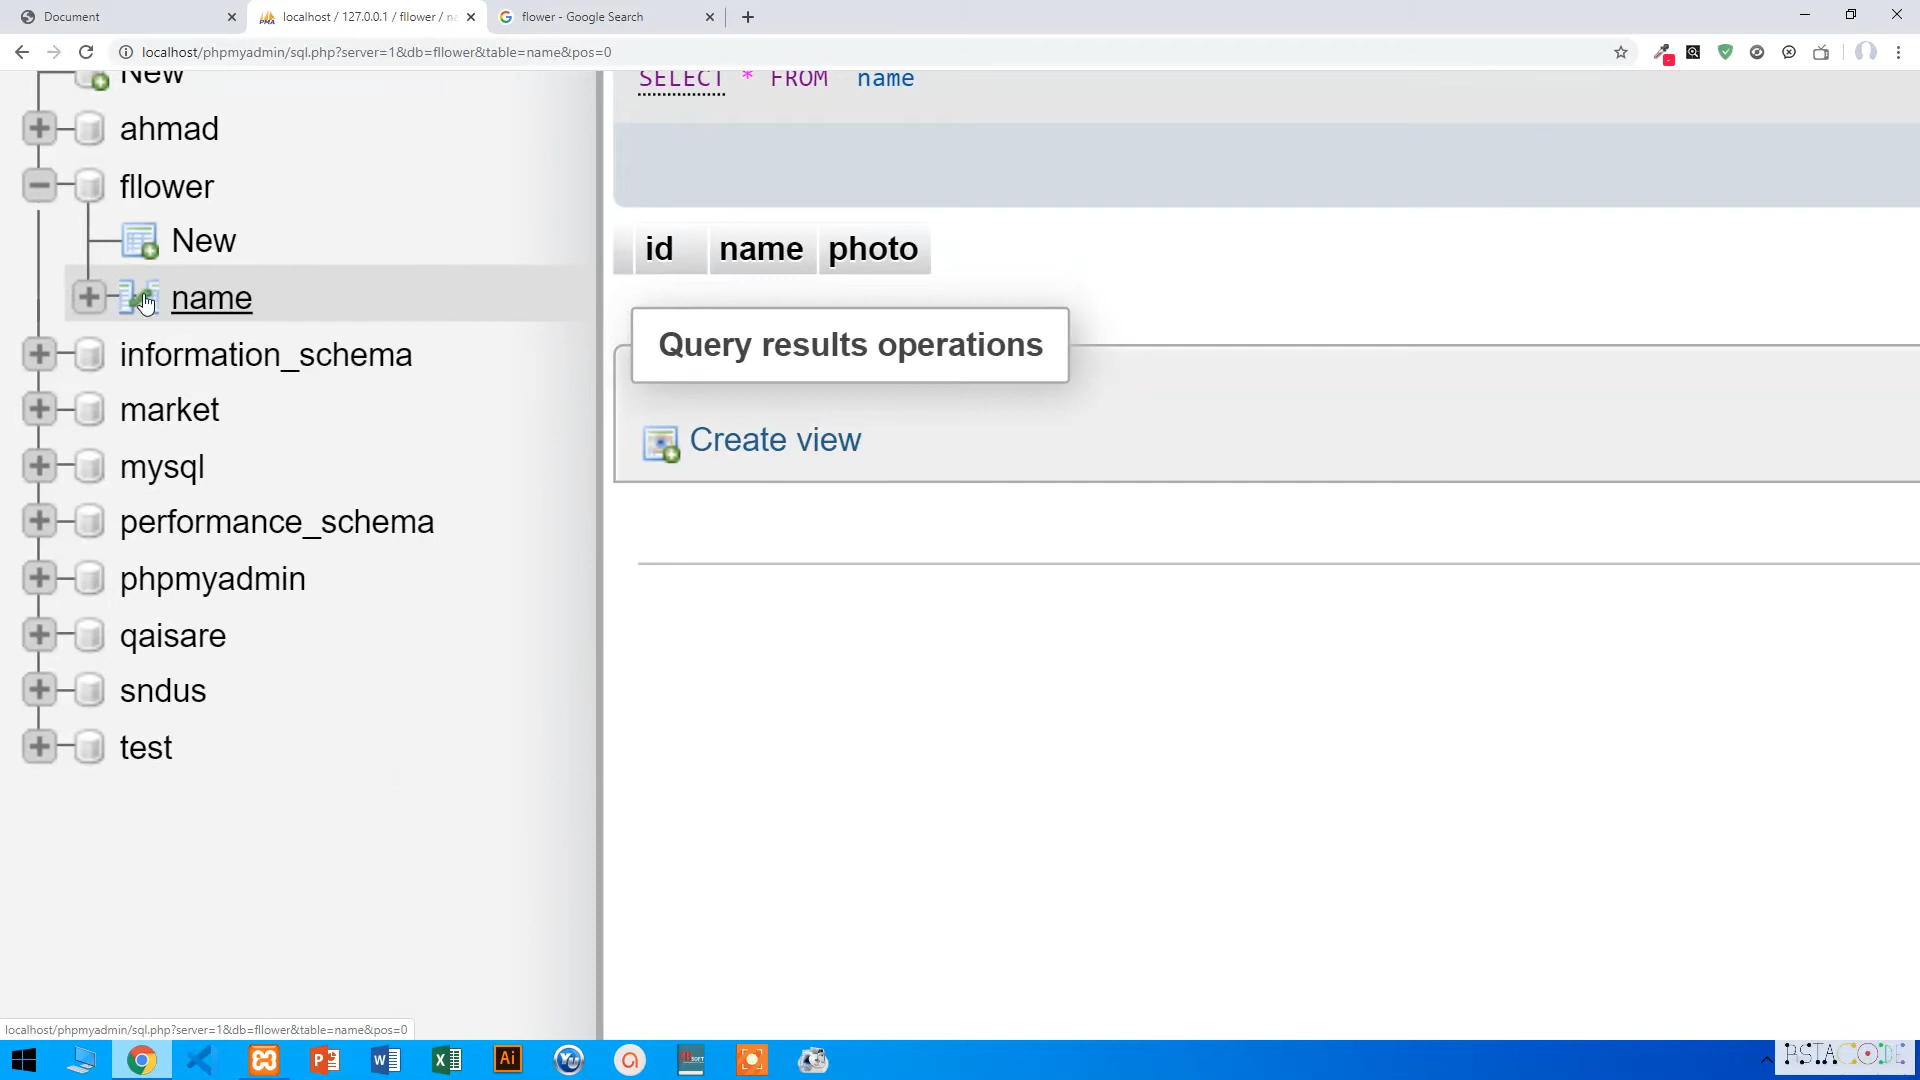 Document
localhost / 127.0.0.1 / fllower / na
flower - Google Search
localhost/phpmyadmin/sql.php?server=1&db=fllower&table=name&pos=0
New
ahmad
fllower
New
name
information_schema
market
mysql
performance_schema
phpmyadmin
qaisare
sndus
test
SELECT * FROM name
id name photo
Query results operations
Create view
localhost/phpmyadmin/sql.php?server=1&db=fllower&table=name&pos=0
Ai
RSTACODE